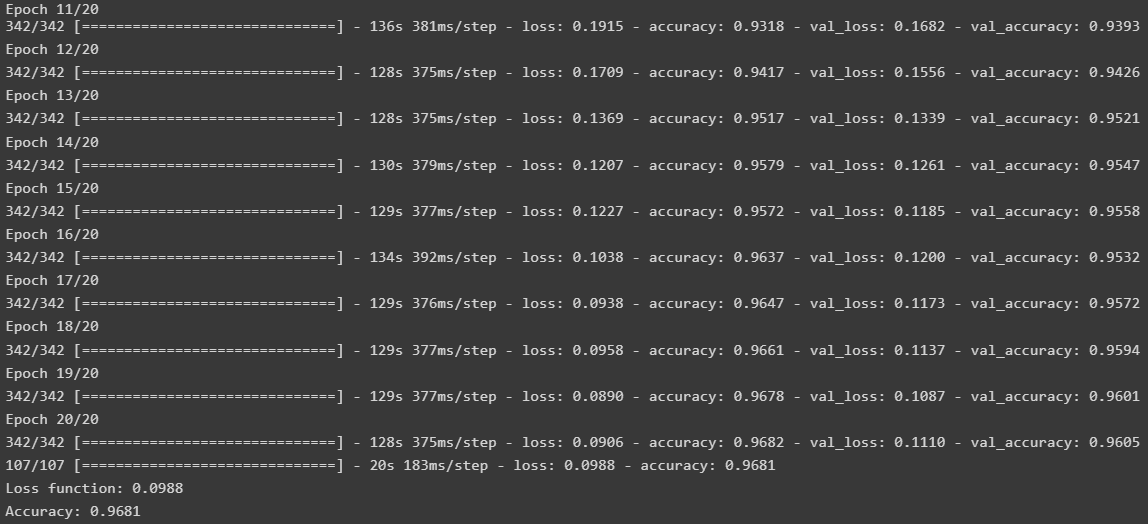 Epoch 11/20
342/342 [==============================] - 136s 381ms/step - loss: 0.1915 - accuracy: 0.9318 - val_loss: 0.1682 - val_accuracy: 0.9393
Epoch 12/20
342/342 [==============================] - 128s 375ms/step - loss: 0.1709 - accuracy: 0.9417 - val_loss: 0.1556 - val_accuracy: 0.9426
Epoch 13/20
342/342 [==============================] - 128s 375ms/step - loss: 0.1369 - accuracy: 0.9517 - val_loss: 0.1339 - val_accuracy: 0.9521
Epoch 14/20
342/342 [==============================] - 130s 379ms/step - loss: 0.1207 - accuracy: 0.9579 - val_loss: 0.1261 - val_accuracy: 0.9547
Epoch 15/20
342/342 [==============================] - 129s 377ms/step - loss: 0.1227 - accuracy: 0.9572 - val_loss: 0.1185 - val_accuracy: 0.9558
Epoch 16/20
342/342 [==============================] - 134s 392ms/step - loss: 0.1038 - accuracy: 0.9637 - val_loss: 0.1200 - val_accuracy: 0.9532
Epoch 17/20
342/342 [==============================] - 129s 376ms/step - loss: 0.0938 - accuracy: 0.9647 - val_loss: 0.1173 - val_accuracy: 0.9572
Epoch 18/20
342/342 [==============================] - 129s 377ms/step - loss: 0.0958 - accuracy: 0.9661 - val_loss: 0.1137 - val_accuracy: 0.9594
Epoch 19/20
342/342 [==============================] - 129s 377ms/step - loss: 0.0890 - accuracy: 0.9678 - val_loss: 0.1087 - val_accuracy: 0.9601
Epoch 20/20
342/342 [==============================] - 128s 375ms/step - loss: 0.0906 - accuracy: 0.9682 - val_loss: 0.1110 - val_accuracy: 0.9605
107/107 [==============================] - 20s 183ms/step - loss: 0.0988 - accuracy: 0.9681
Loss function: 0.0988
Accuracy: 0.9681